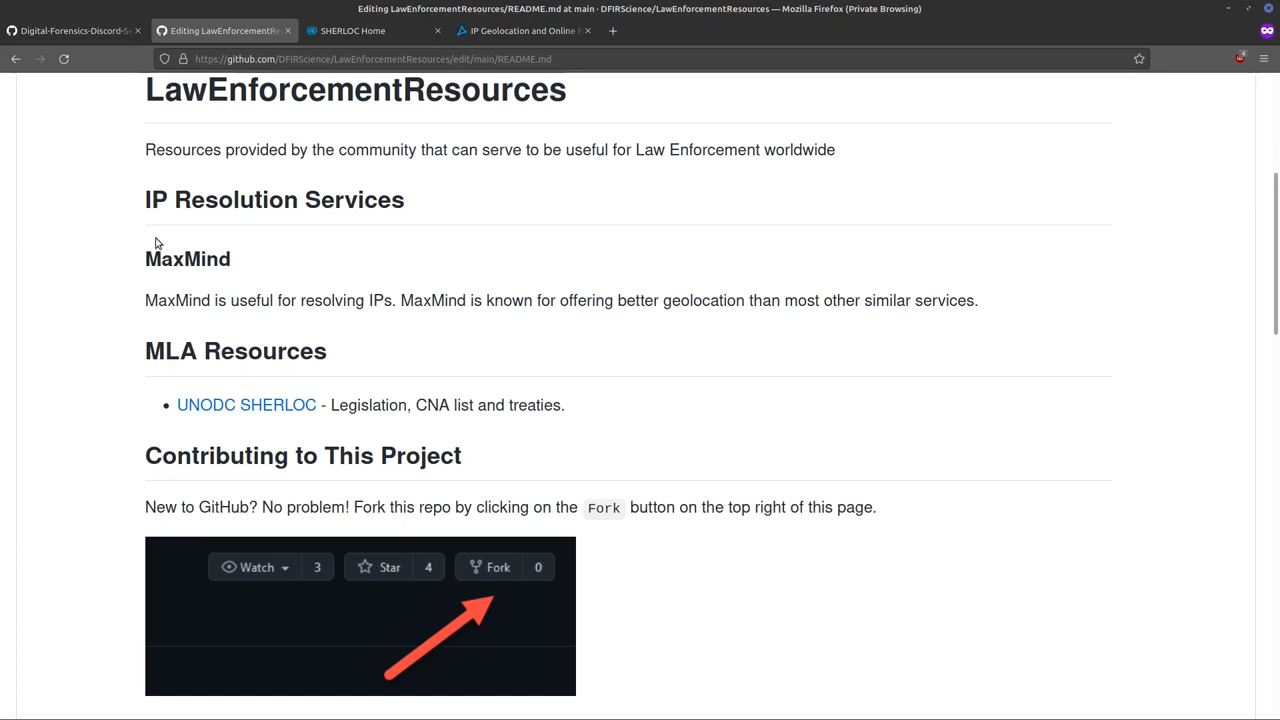 Editing LawEnforcementResources/README.md at main · DFIRScience/LawEnforcementResources — Mozilla Firefox (Private Browsing)
Digital-Forensics-Discord-Se
Editing LawEnforcementRe
SHERLOC Home
IP Geolocation and Online F
https://github.com/DFIRScience/LawEnforcementResources/edit/main/README.md
4
LawEnforcementResources
Resources provided by the community that can serve to be useful for Law Enforcement worldwide
IP Resolution Services
MaxMind
MaxMind is useful for resolving IPs. MaxMind is known for offering better geolocation than most other similar services.
MLA Resources
• UNODC SHERLOC - Legislation, CNA list and treaties.
Contributing to This Project
New to GitHub? No problem! Fork this repo by clicking on the Fork button on the top right of this page.
Watch 3 Star 4 Fork 0